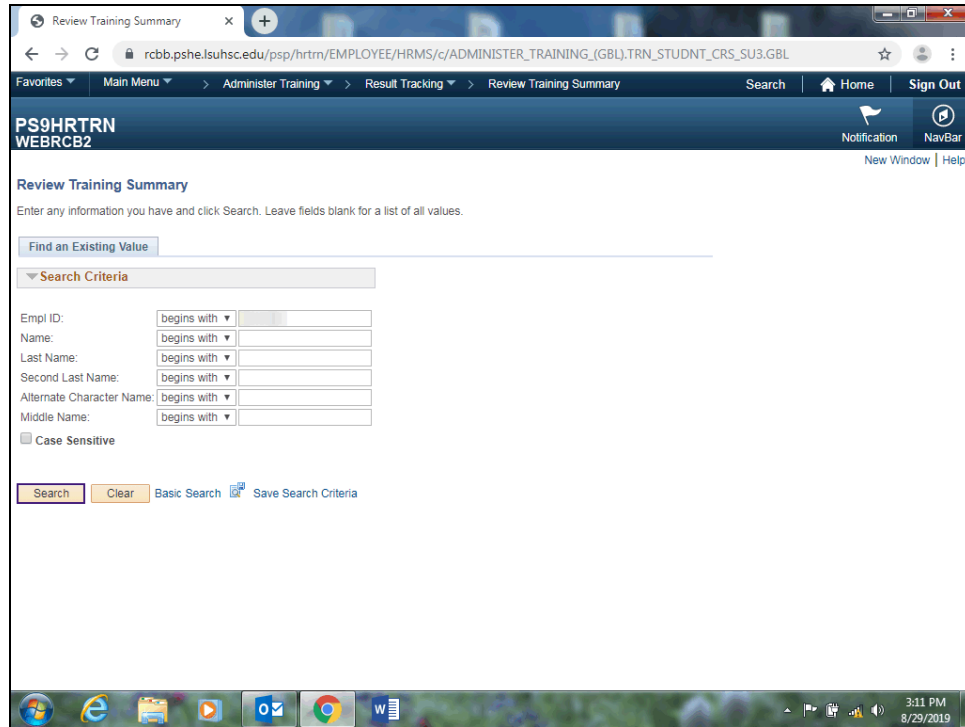 Review Training Summary
rcbb.pshe.lsuhsc.edu/psp/hrtrn/EMPLOYEE/HRMS/c/ADMINISTER_TRAINING_(GBL).TRN_STUDNT_CRS_SU3.GBL
Favorites Main Menu > Administer Training > Result Tracking > Review Training Summary Search Home Sign Out
PS9HRTRN
WEBRCB2
Notification NavBar
New Window | Help
Review Training Summary
Enter any information you have and click Search. Leave fields blank for a list of all values.
Find an Existing Value
Search Criteria
Empl ID: begins with
Name: begins with
Last Name: begins with
Second Last Name: begins with
Alternate Character Name: begins with
Middle Name: begins with
Case Sensitive
Search Clear Basic Search Save Search Criteria
3:11 PM
8/29/2019